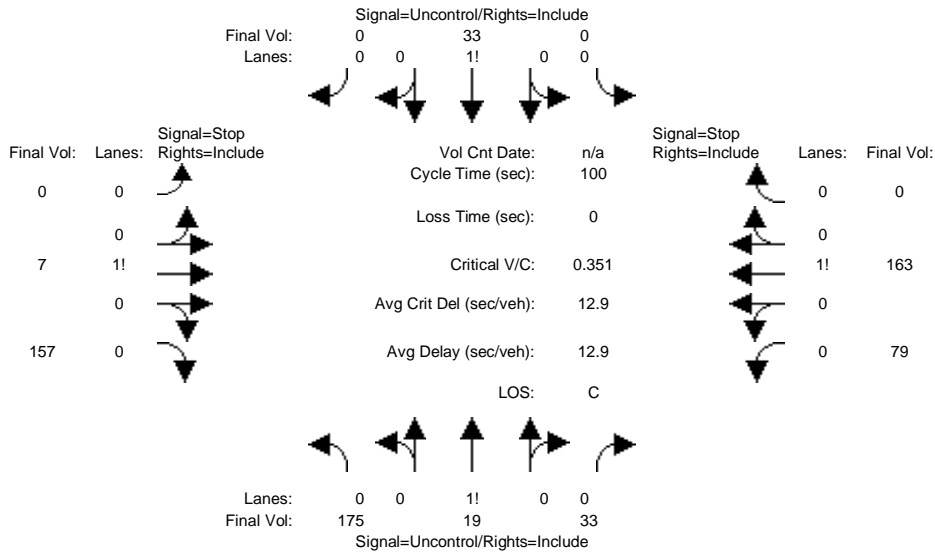 Signal=Uncontrol/Rights=Include
Final Vol: 0 33 0
Lanes: 0 0 1! 0 0
Signal=Stop
Final Vol: Lanes: Rights=Include
Vol Cnt Date: n/a
Signal=Stop
Rights=Include Lanes: Final Vol:
Cycle Time (sec): 100
0 0
0 0
Loss Time (sec): 0
0
0
7 1!
Critical V/C: 0.351
1! 163
0
Avg Crit Del (sec/veh): 12.9
0
157 0
Avg Delay (sec/veh): 12.9
0 79
LOS: C
Lanes: 0 0 1! 0 0
Final Vol: 175 19 33
Signal=Uncontrol/Rights=Include